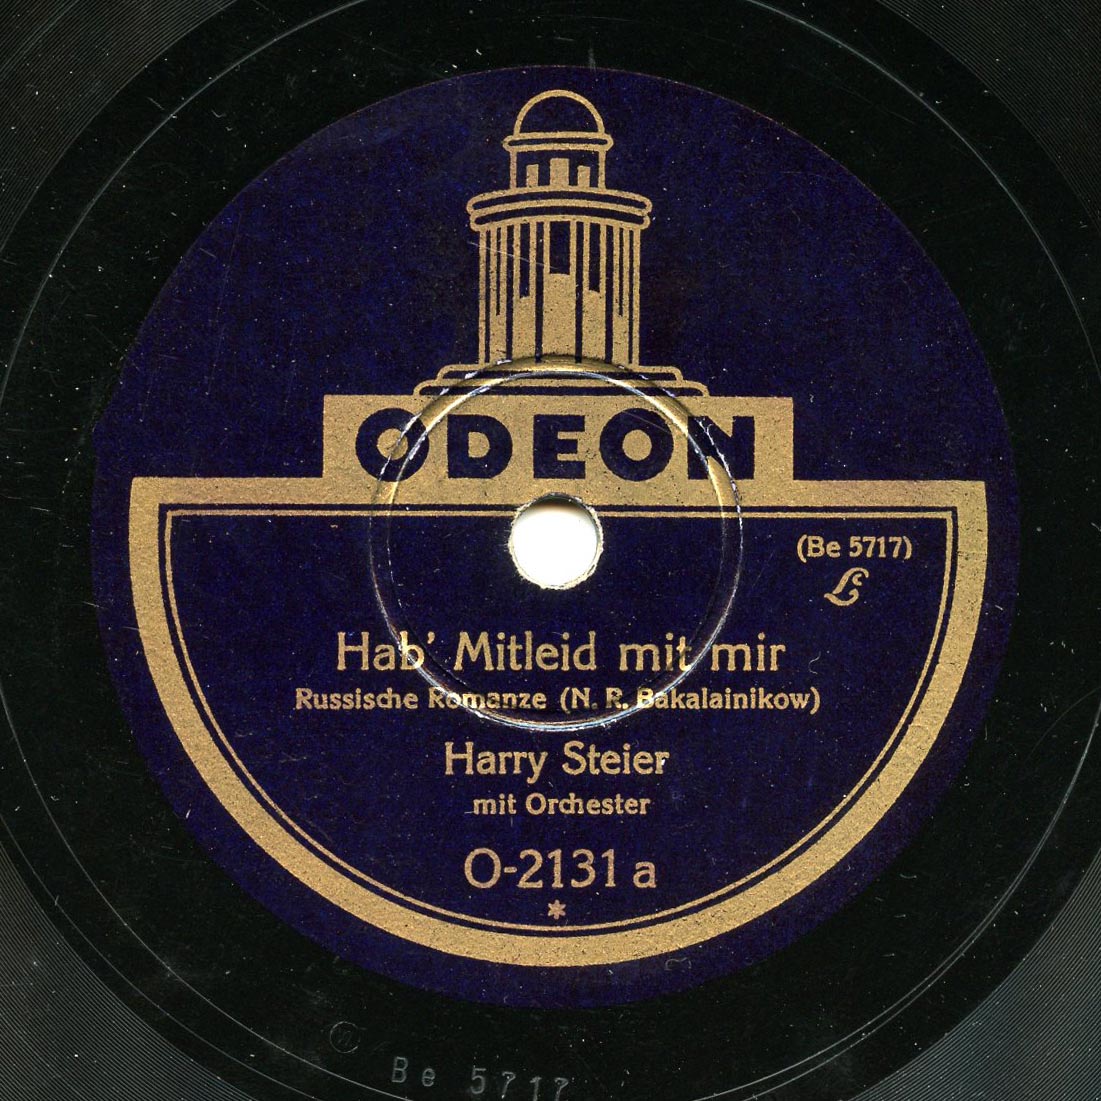 ODEON
(Be 5717)
Hab' Mitleid mit mir
Russische Romanze (N. R. Bakalainikow)
Harry Steier
mit Orchester
O-2131 a
*
Be 5717